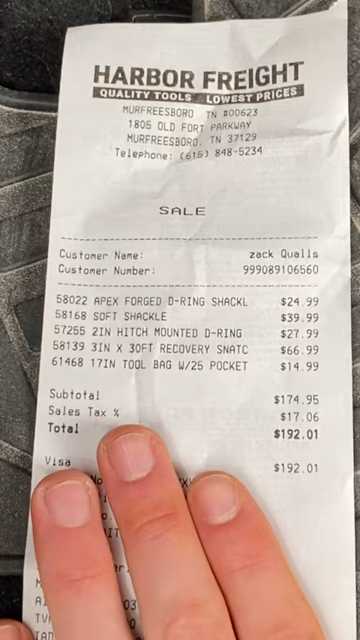 HARBOR FREIGHT
QUALITY TOOLS LOWEST PRICES
MURFREESBORO TN #00623
1805 OLD FORT PARKWAY
MURFREESBORO, TN 37129
Telephone: (615) 848-5234
SALE
Customer Name: zack Qualls
Customer Number: 999089106560
58022 APEX FORGED D-RING SHACKL $24.99
58168 SOFT SHACKLE $39.99
57255 2IN HITCH MOUNTED D-RING $27.99
58139 3IN X 30FT RECOVERY SNATC $66.99
61468 17IN TOOL BAG W/25 POCKET $14.99
Subtotal $174.95
Sales Tax % $17.06
Total $192.01
Visa $192.01